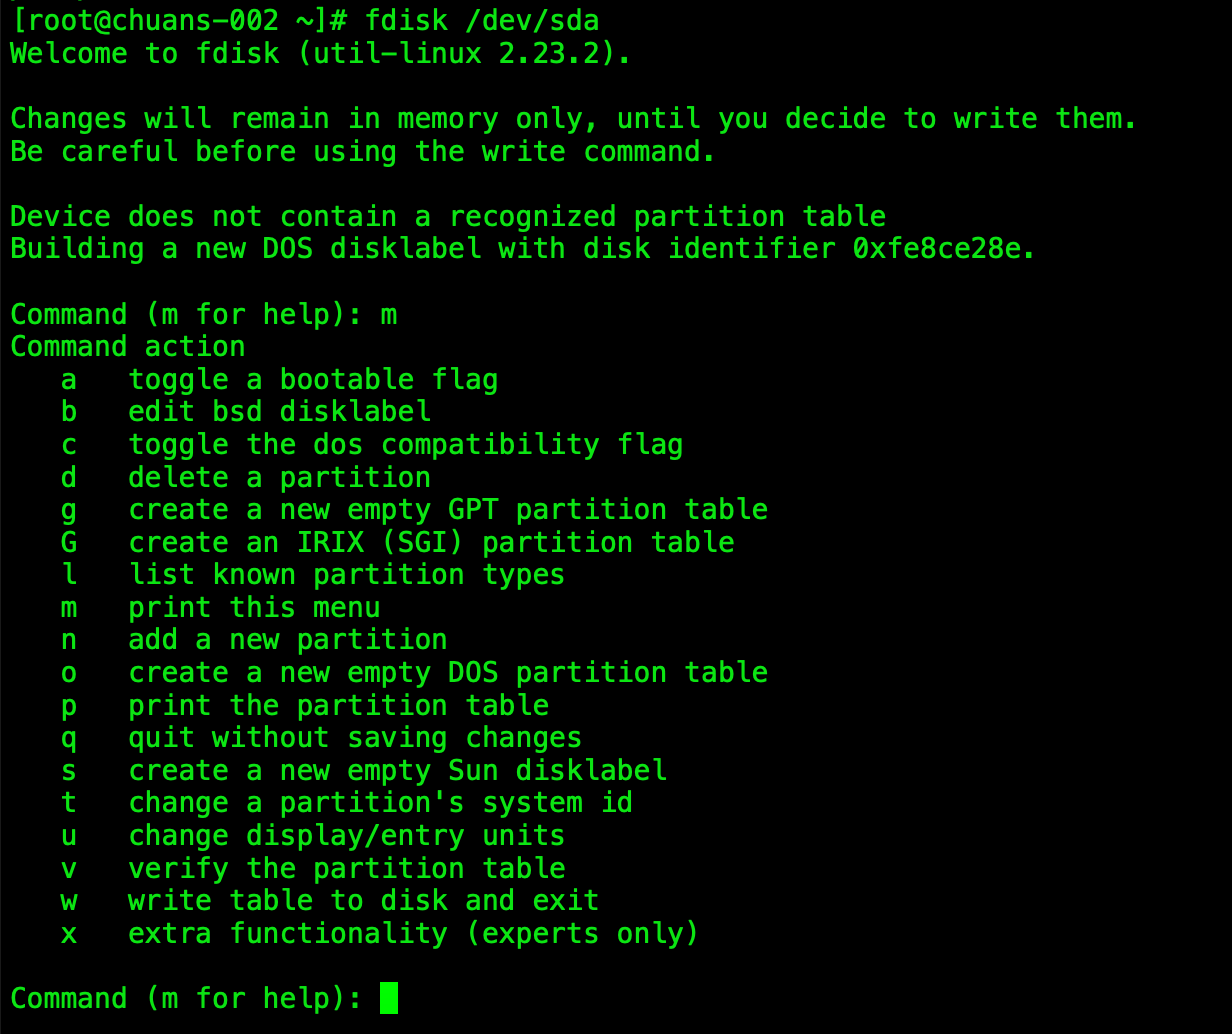 [root@chuans-002 ~]# fdisk /dev/sda
Welcome to fdisk (util-linux 2.23.2).

Changes will remain in memory only, until you decide to write them.
Be careful before using the write command.

Device does not contain a recognized partition table
Building a new DOS disklabel with disk identifier 0xfe8ce28e.

Command (m for help): m
Command action
   a   toggle a bootable flag
   b   edit bsd disklabel
   c   toggle the dos compatibility flag
   d   delete a partition
   g   create a new empty GPT partition table
   G   create an IRIX (SGI) partition table
   l   list known partition types
   m   print this menu
   n   add a new partition
   o   create a new empty DOS partition table
   p   print the partition table
   q   quit without saving changes
   s   create a new empty Sun disklabel
   t   change a partition's system id
   u   change display/entry units
   v   verify the partition table
   w   write table to disk and exit
   x   extra functionality (experts only)

Command (m for help):